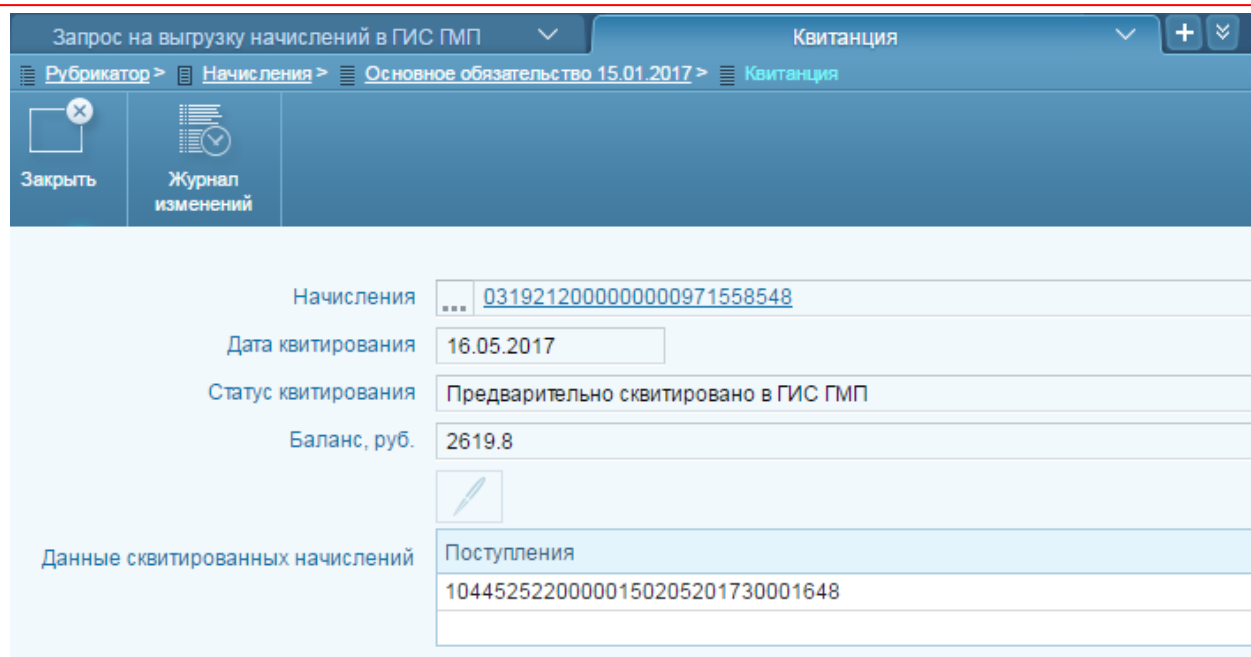 Запрос на выгрузку начислений в ГИС ГМП
Квитанция
Рубрикатор > Начисления > Основное обязательство 15.01.2017 > Квитанция
Закрыть
Журнал
изменений
Начисления ... 0319212000000000971558548
Дата квитирования 16.05.2017
Статус квитирования Предварительно сквитировано в ГИС ГМП
Баланс, руб. 2619.8
Данные сквитированных начислений
Поступления
10445252200000150205201730001648